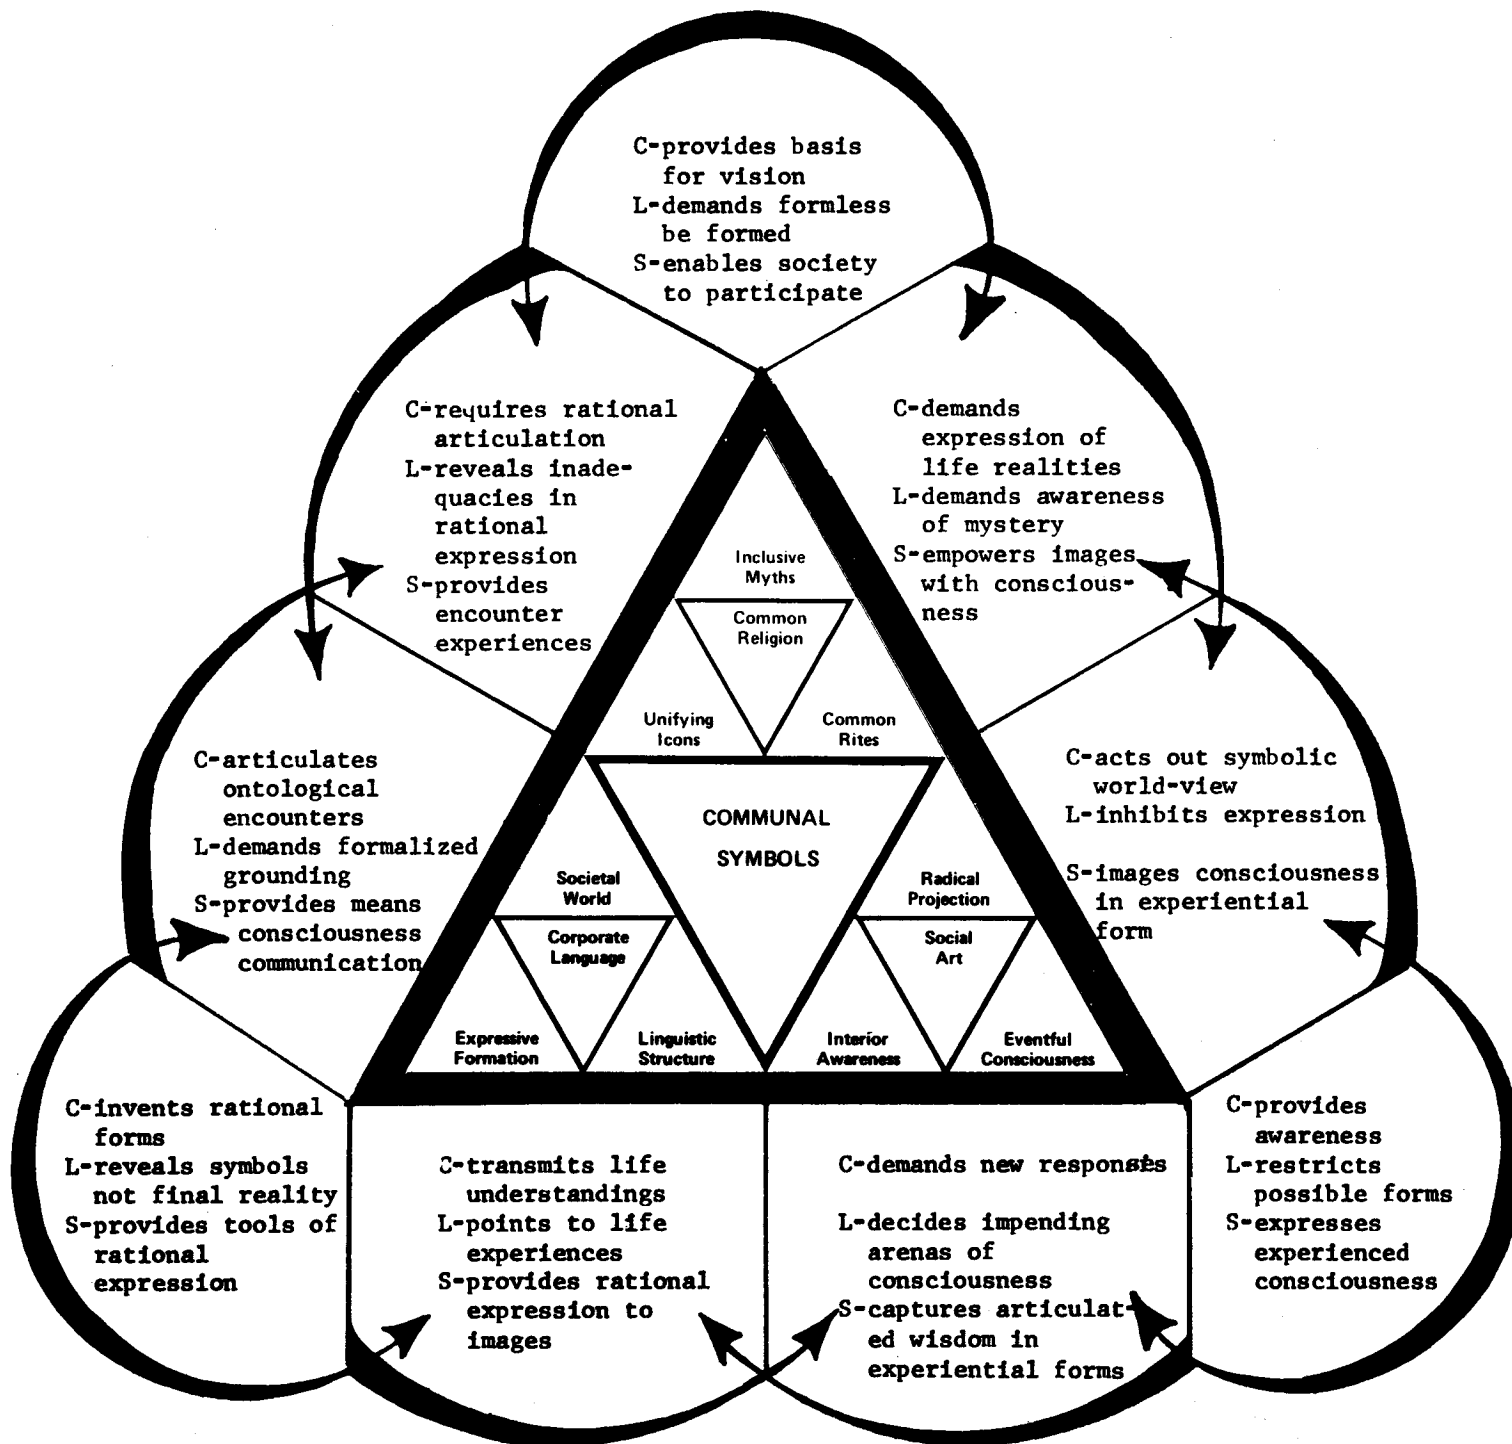 C-provides basis
for vision
L-demands formless
be formed
S-enables society
to participate
C-requires rational
articulation
L-reveals inade-
quacies in
rational
expression
S-provides
encounter
experiences
C-demands
expression of
life realities
L-demands awareness
of mystery
S-empowers images
with conscious-
ness
Inclusive
Myths
Common
Religion
Unifying
Icons
Common
Rites
C-articulates
ontological
encounters
L-demands formalized
grounding
S-provides means
consciousness
communication
COMMUNAL
SYMBOLS
C-acts out symbolic
world-view
L-inhibits expression
S-images consciousness
in experiential
form
Societal
World
Corporate
Language
Expressive
Formation
Linguistic
Structure
Radical
Projection
Social
Art
Interior
Awareness
Eventful
Consciousness
C-invents rational
forms
L-reveals symbols
not final reality
S-provides tools of
rational
expression
C-transmits life
understandings
L-points to life
experiences
S-provides rational
expression to
images
C-demands new responses
L-decides impending
arenas of
consciousness
S-captures articulat-
ed wisdom in
experiential forms
C-provides
awareness
L-restricts
possible forms
S-expresses
experienced
consciousness